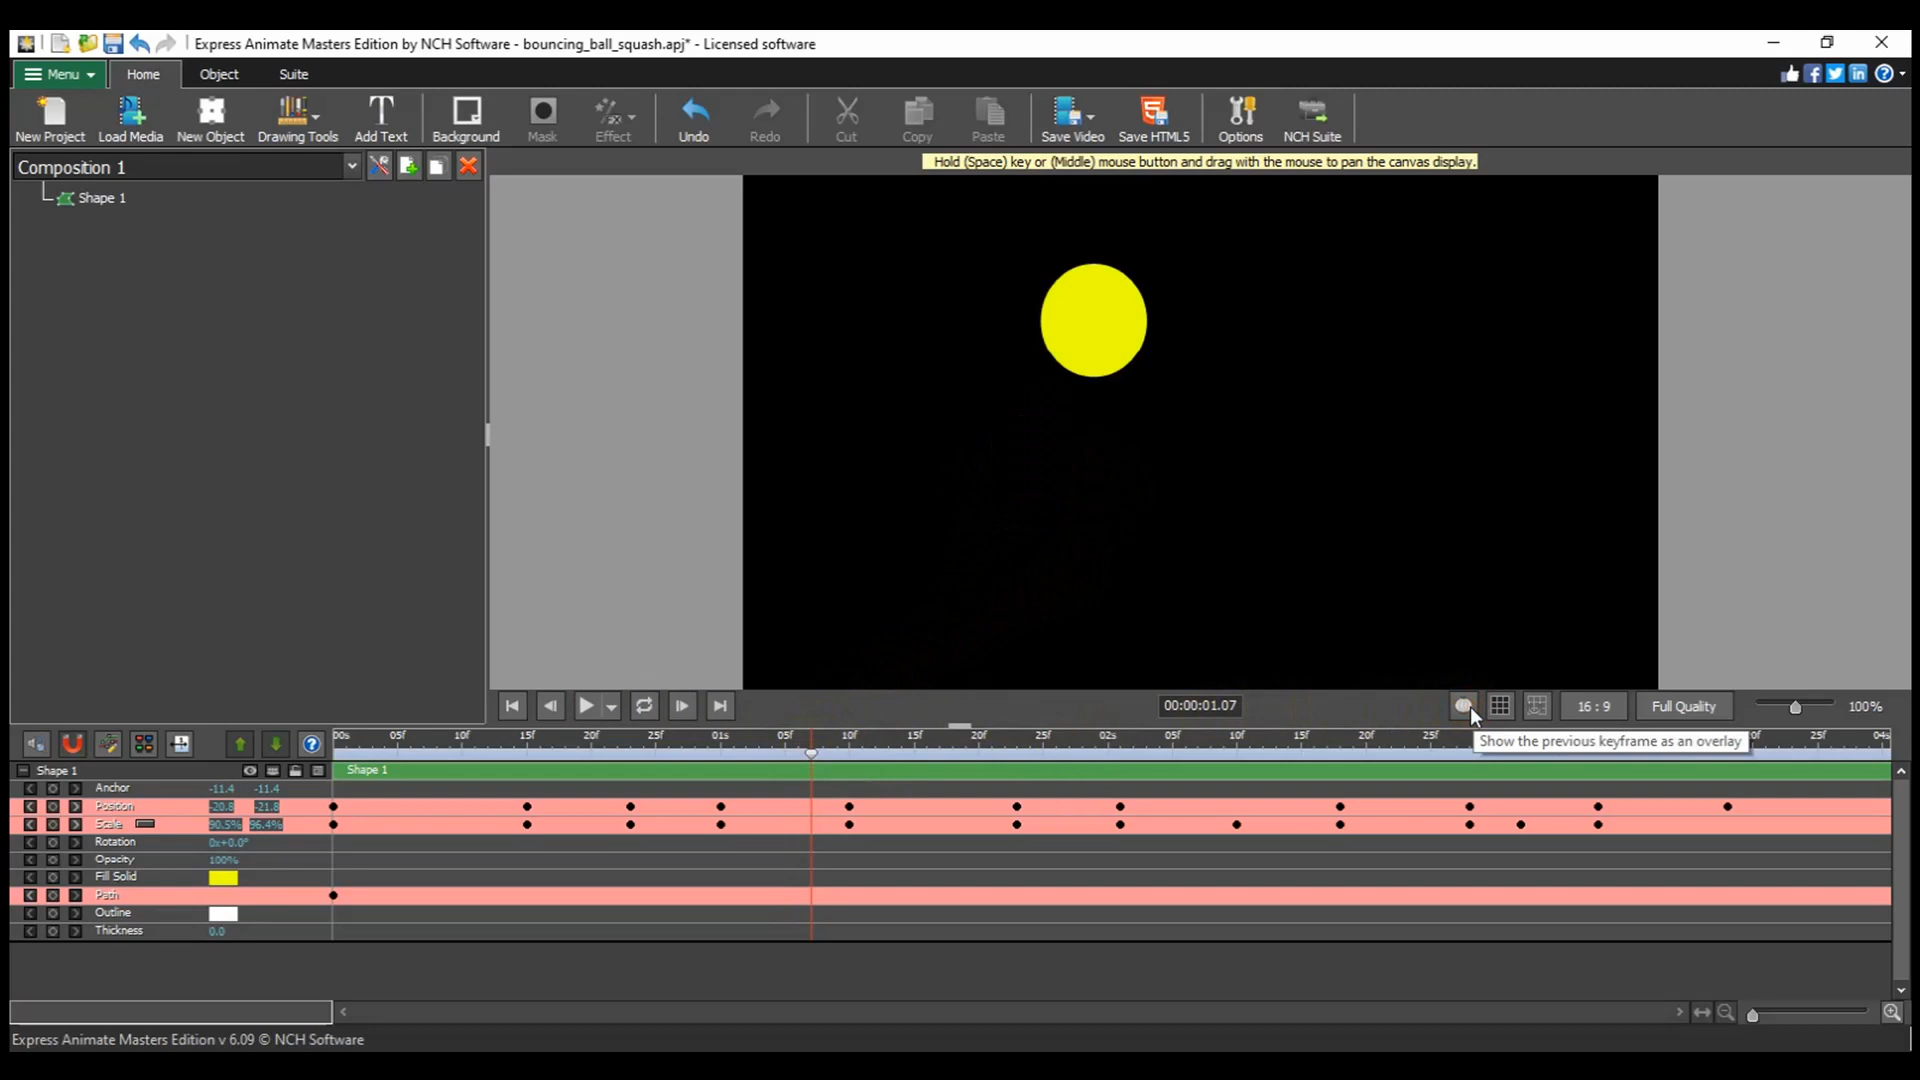 Express Animate Masters Edition by NCH Software - bouncing_ball_squash.apj* - Licensed software
Menu Home Object Suite
New Project Load Media New Object Drawing Tools Add Text Background Mask Effect Undo Redo Cut Copy Paste Save Video Save HTML5 Options NCH Suite
Composition 1
Hold (Space) key or (Middle) mouse button and drag with the mouse to pan the canvas display.
Shape 1
00:00:01.07 16 : 9 Full Quality 100%
Show the previous keyframe as an overlay
00s 05f 10f 15f 20f 25f 01s 05f 10f 15f 20f 25f 02s 05f 10f 15f 20f 25f 0f 25f 04s
Shape 1 Shape 1
Anchor -11.4 -11.4
Position -20.8 -21.8
Scale 90.5% 96.4%
Rotation 0x+0.0°
Opacity 100%
Fill Solid
Path
Outline
Thickness 0.0
Express Animate Masters Edition v 6.09 © NCH Software